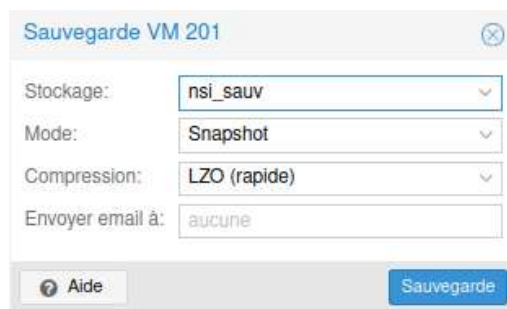 Sauvegarde VM 201
Stockage: nsi_sauv
Mode: Snapshot
Compression: LZO (rapide)
Envoyer email à: aucune
Aide Sauvegarde